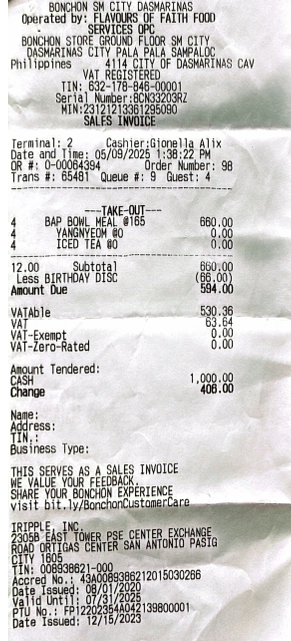 BONCHON SM CITY DASMARINAS
Operated by: FLAVOURS OF FAITH FOOD
SERVICES OPC
BONCHON STORE GROUND FLOOR SM CITY
DASMARINAS CITY PALA PALA SAMPALOC
Philippines 4114 CITY OF DASMARINAS CAV
VAT REGISTERED
TIN: 632-178-846-00001
Serial Number:8CN33203RZ
MIN:23121213361295090
SALES INVOICE
Terminal: 2 Cashier:Gionella Alix
Date and Time: 05/09/2025 1:38:22 PM
OR #: 0-00064394 Order Number: 98
Trans #: 65481 Queue #: 9 Guest: 4
---TAKE-OUT---
4 BAP BOWL MEAL @165 660.00
4 YANGNYEOM @0 0.00
4 ICED TEA @0 0.00
12.00 Subtotal 660.00
Less BIRTHDAY DISC (66.00)
Amount Due 594.00
VATAble 530.36
VAT 63.64
VAT-Exempt 0.00
VAT-Zero-Rated 0.00
Amount Tendered:
CASH 1,000.00
Change 406.00
Name:
Address:
TIN.:
Business Type:
THIS SERVES AS A SALES INVOICE
WE VALUE YOUR FEEDBACK.
SHARE YOUR BONCHON EXPERIENCE
visit bit.ly/BonchonCustomerCare
IRIPPLE, INC.
2305B EAST TOWER PSE CENTER EXCHANGE
ROAD ORTIGAS CENTER SAN ANTONIO PASIG
CITY 1605
TIN: 008938621-000
Accred No.: 43A0089386212015030266
Date Issued: 08/01/2020
Valid Until: 07/31/2025
PTU No.: FP12202354A042139800001
Date Issued: 12/15/2023